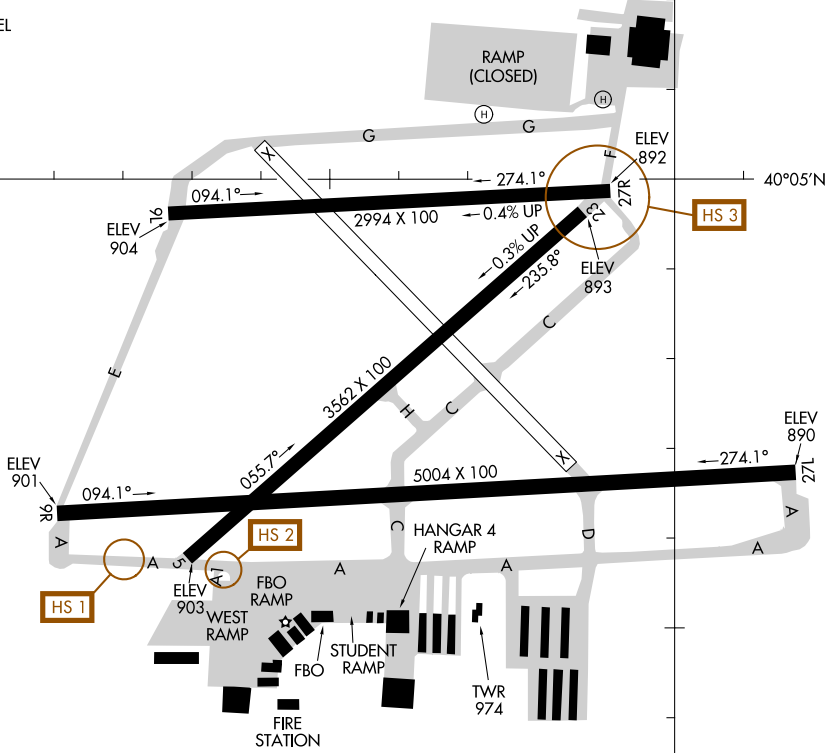 EL
RAMP
(CLOSED)
H
H
G
G
F
ELEV
892
X
094.1°
274.1°
27R
40°05'N
9L
2994 X 100
0.4% UP
23
HS 3
ELEV
904
0.3% UP
235.8°
ELEV
893
C
E
3562 X 100
H
C
ELEV
890
X
ELEV
901
055.7°
274.1°
27L
094.1°
5004 X 100
9R
A
C
D
A
HS 2
HANGAR 4
RAMP
A
5
A1
A
A
A
ELEV
903
FBO
RAMP
HS 1
WEST
RAMP
FBO
STUDENT
RAMP
TWR
974
FIRE
STATION